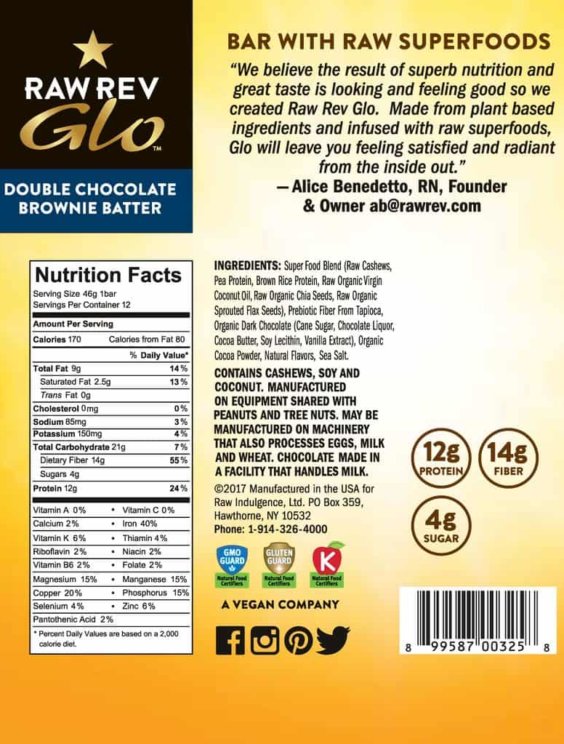 RAW REV
Glo™
DOUBLE CHOCOLATE
BROWNIE BATTER
BAR WITH RAW SUPERFOODS
“We believe the result of superb nutrition and
great taste is looking and feeling good so we
created Raw Rev Glo. Made from plant based
ingredients and infused with raw superfoods,
Glo will leave you feeling satisfied and radiant
from the inside out.”
— Alice Benedetto, RN, Founder
& Owner ab@rawrev.com
Nutrition Facts
Serving Size 46g 1bar
Servings Per Container 12
Amount Per Serving
Calories 170 Calories from Fat 80
% Daily Value*
Total Fat 9g 14%
Saturated Fat 2.5g 13%
Trans Fat 0g
Cholesterol 0mg 0%
Sodium 85mg 3%
Potassium 150mg 4%
Total Carbohydrate 21g 7%
Dietary Fiber 14g 55%
Sugars 4g
Protein 12g 24%
Vitamin A 0% • Vitamin C 0%
Calcium 2% • Iron 40%
Vitamin K 6% • Thiamin 4%
Riboflavin 2% • Niacin 2%
Vitamin B6 2% • Folate 2%
Magnesium 15% • Manganese 15%
Copper 20% • Phosphorus 15%
Selenium 4% • Zinc 6%
Pantothenic Acid 2%
* Percent Daily Values are based on a 2,000
calorie diet.
INGREDIENTS: Super Food Blend (Raw Cashews,
Pea Protein, Brown Rice Protein, Raw Organic Virgin
Coconut Oil, Raw Organic Chia Seeds, Raw Organic
Sprouted Flax Seeds), Prebiotic Fiber From Tapioca,
Organic Dark Chocolate (Cane Sugar, Chocolate Liquor,
Cocoa Butter, Soy Lecithin, Vanilla Extract), Organic
Cocoa Powder, Natural Flavors, Sea Salt.
CONTAINS CASHEWS, SOY AND
COCONUT. MANUFACTURED
ON EQUIPMENT SHARED WITH
PEANUTS AND TREE NUTS. MAY BE
MANUFACTURED ON MACHINERY
THAT ALSO PROCESSES EGGS, MILK
AND WHEAT. CHOCOLATE MADE IN
A FACILITY THAT HANDLES MILK.
©2017 Manufactured in the USA for
Raw Indulgence, Ltd. PO Box 359,
Hawthorne, NY 10532
Phone: 1-914-326-4000
12g
PROTEIN
14g
FIBER
4g
SUGAR
GMO
GUARD
Natural Food
Certifiers
GLUTEN
GUARD
Natural Food
Certifiers
K
Natural Food
Certifiers
A VEGAN COMPANY
8 99587 00325 8